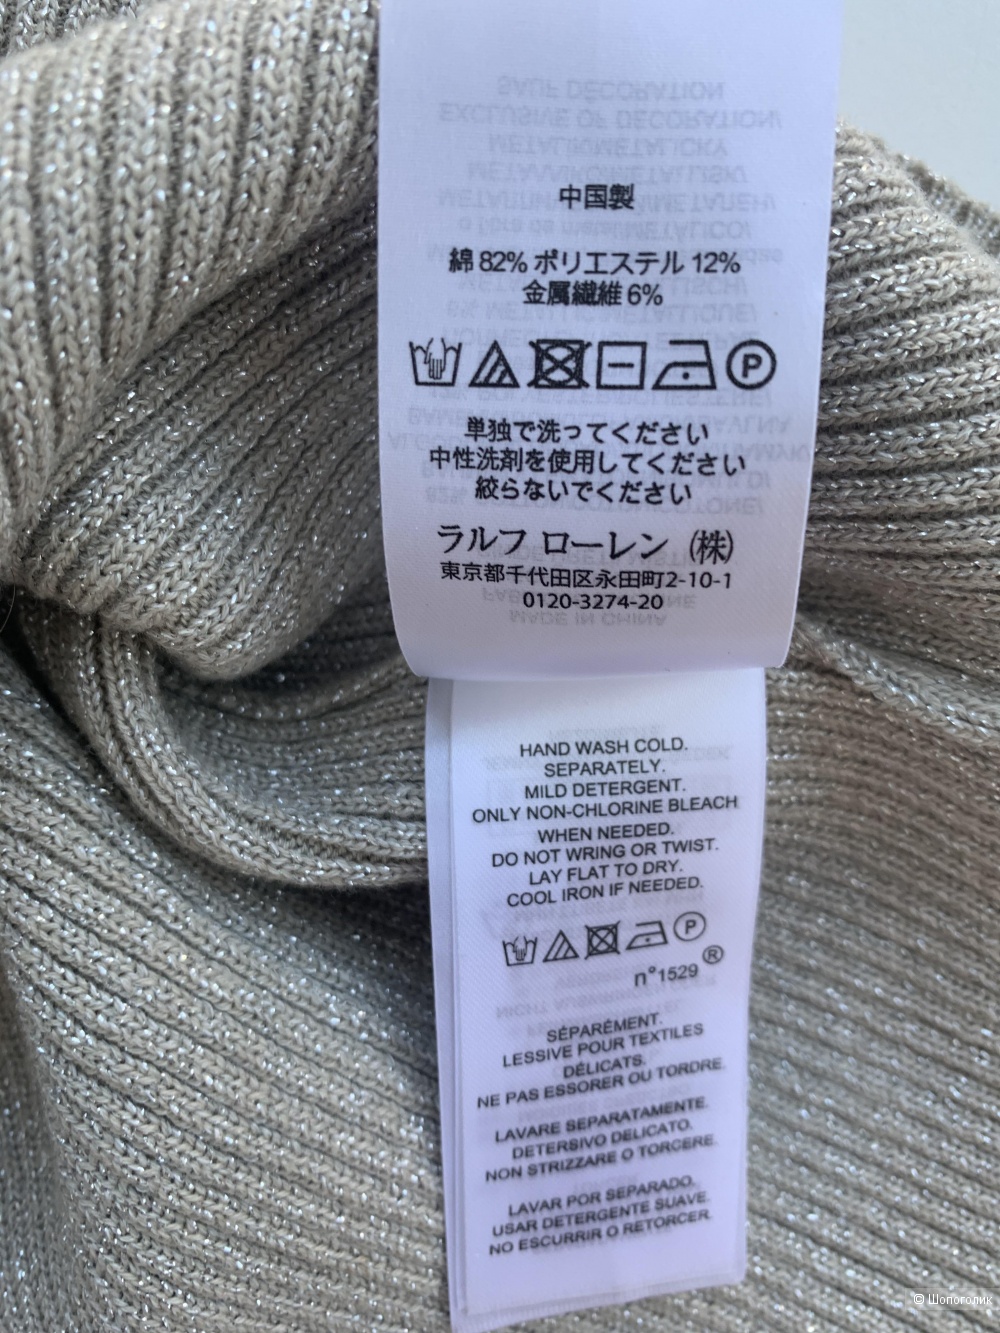 中国製
綿 82% ポリエステル 12%
金属繊維 6%
P
単独で洗ってください
中性洗剤を使用してください
絞らないでください
ラルフ ローレン (株)
東京都千代田区永田町2-10-1
0120-3274-20
HAND WASH COLD.
SEPARATELY.
MILD DETERGENT.
ONLY NON-CHLORINE BLEACH
WHEN NEEDED.
DO NOT WRING OR TWIST.
LAY FLAT TO DRY.
COOL IRON IF NEEDED.
P
®
n°1529
SÉPARÉMENT.
LESSIVE POUR TEXTILES
DÉLICATS.
NE PAS ESSORER OU TORDRE.
LAVARE SEPARATAMENTE.
DETERSIVO DELICATO.
NON STRIZZARE O TORCERE.
LAVAR POR SEPARADO.
USAR DETERGENTE SUAVE.
NO ESCURRIR O RETORCER.
© Шопоголик